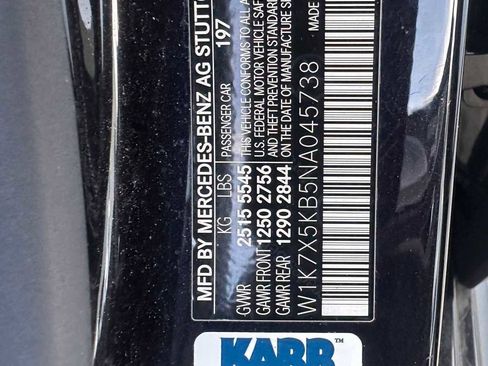 MFD BY MERCEDES-BENZ AG STUTT
197
KG LBS PASSENGER CAR
GVWR 2515 5545 THIS VEHICLE CONFORMS TO ALL
GAWR FRONT 1250 2756 U.S. FEDERAL MOTOR VEHICLE SAF
GAWR REAR 1290 2844 AND THEFT PREVENTION STANDARD
ON THE DATE OF MANUFACTURE S
W1K7X5KB5NA045738
KARR™